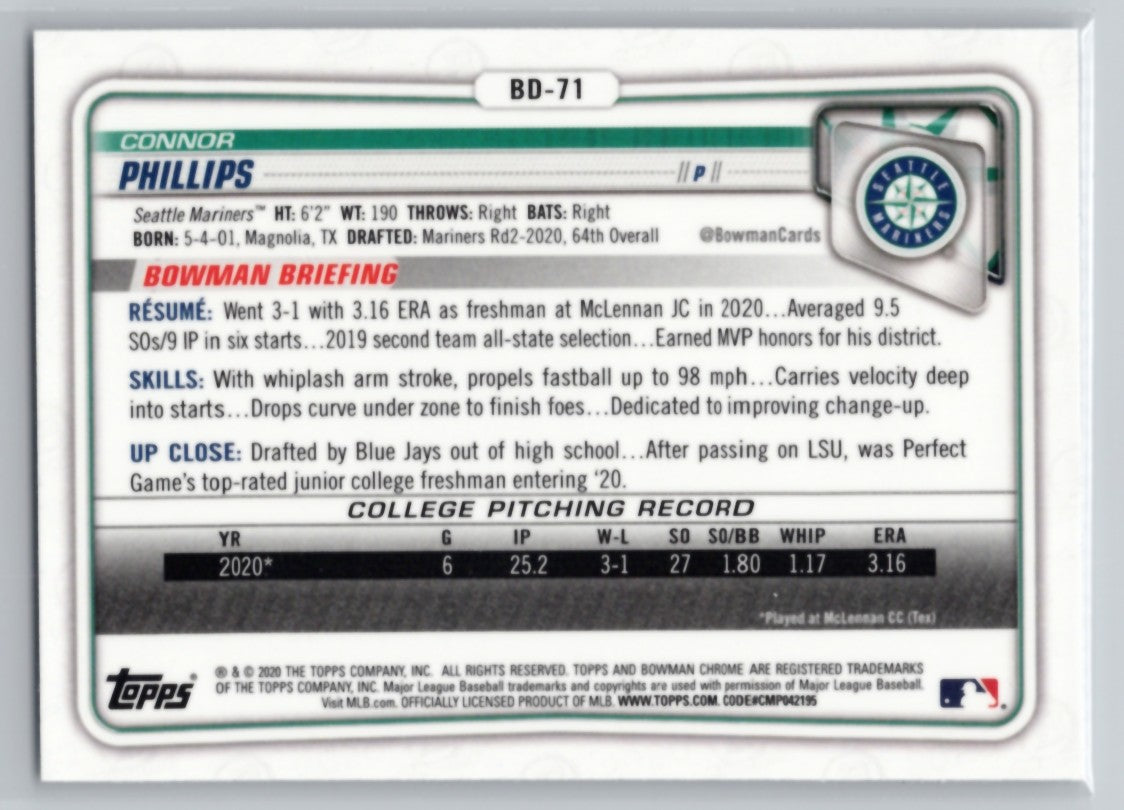 BD-71
CONNOR
PHILLIPS // P //
Seattle Mariners™ HT: 6'2" WT: 190 THROWS: Right BATS: Right
BORN: 5-4-01, Magnolia, TX DRAFTED: Mariners Rd2-2020, 64th Overall @BowmanCards
SEATTLE MARINERS
BOWMAN BRIEFING
RÉSUMÉ: Went 3-1 with 3.16 ERA as freshman at McLennan JC in 2020...Averaged 9.5
SOs/9 IP in six starts...2019 second team all-state selection...Earned MVP honors for his district.
SKILLS: With whiplash arm stroke, propels fastball up to 98 mph...Carries velocity deep
into starts...Drops curve under zone to finish foes...Dedicated to improving change-up.
UP CLOSE: Drafted by Blue Jays out of high school...After passing on LSU, was Perfect
Game's top-rated junior college freshman entering '20.
COLLEGE PITCHING RECORD
YR G IP W-L SO SO/BB WHIP ERA
2020* 6 25.2 3-1 27 1.80 1.17 3.16
*Played at McLennan CC (Tex)
TOPPS®
® & © 2020 THE TOPPS COMPANY, INC. ALL RIGHTS RESERVED. TOPPS AND BOWMAN CHROME ARE REGISTERED TRADEMARKS
OF THE TOPPS COMPANY, INC. Major League Baseball trademarks and copyrights are used with permission of Major League Baseball.
Visit MLB.com. OFFICIALLY LICENSED PRODUCT OF MLB. WWW.TOPPS.COM. CODE#CMP042195